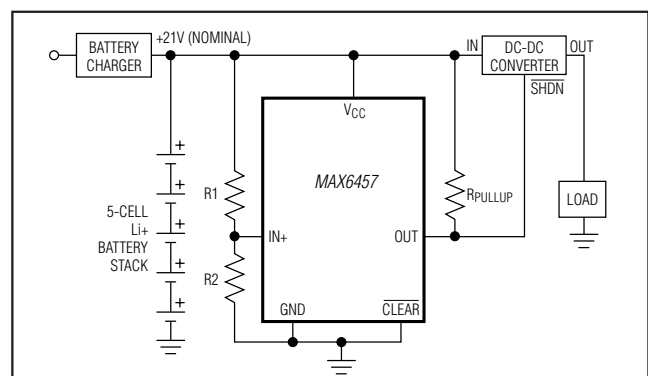 BATTERY
CHARGER
+21V (NOMINAL)
IN
DC-DC
CONVERTER
OUT
SHDN
VCC
MAX6457
R1
RPULLUP
LOAD
5-CELL
Li+
BATTERY
STACK
+
+
+
+
+
IN+
OUT
R2
GND
CLEAR